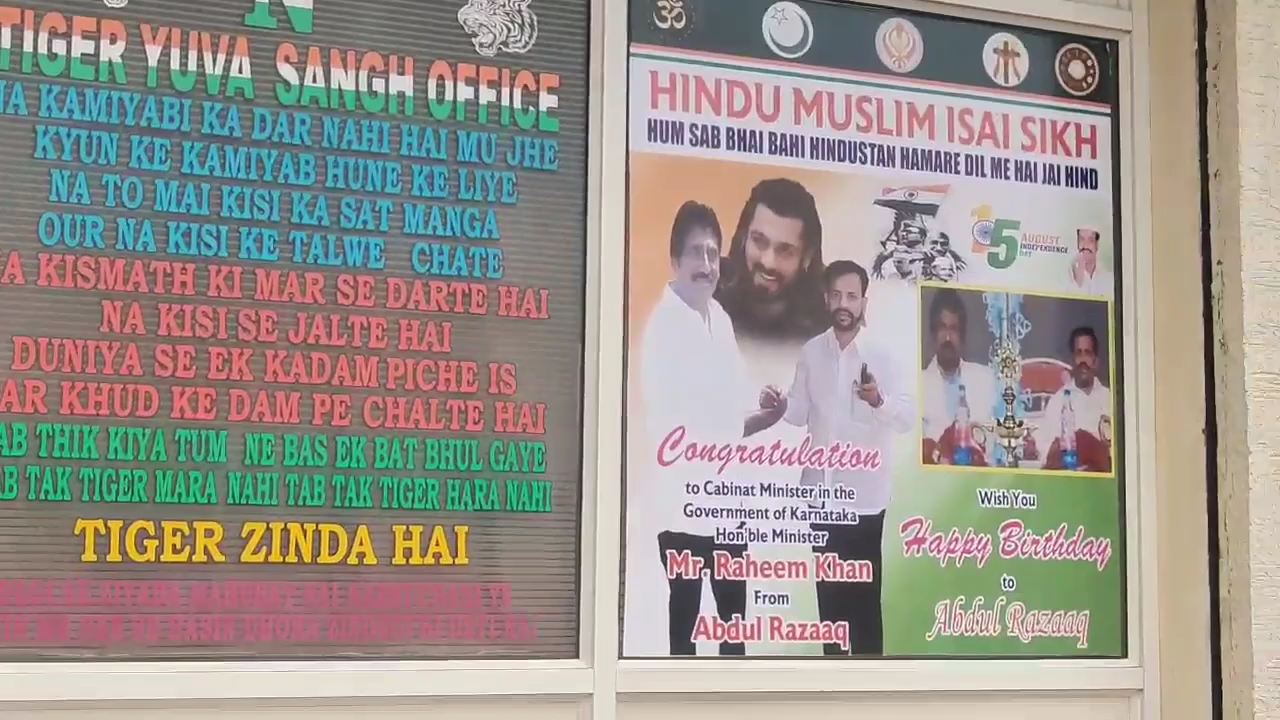 N
TIGER YUVA SANGH OFFICE
NA KAMIYABI KA DAR NAHI HAI MU JHE
KYUN KE KAMIYAB HUNE KE LIYE
NA TO MAI KISI KA SAT MANGA
OUR NA KISI KE TALWE CHATE
NA KISMATH KI MAR SE DARTE HAI
NA KISI SE JALTE HAI
DUNIYA SE EK KADAM PICHE IS
KHUD KE DAM PE CHALTE HAI
THIK KIYA TUM NE BAS EK BAT BHUL GAYE
TAK TIGER MARA NAHI TAB TAK TIGER HARA NAHI
TIGER ZINDA HAI
HINDU MUSLIM ISAI SIKH
HUM SAB BHAI BAHI HINDUSTAN HAMARE DIL ME HAI JAI HIND
15
AUGUST
INDEPENDENCE
DAY
Congratulation
to Cabinat Minister in the
Government of Karnataka
Hon'ble Minister
Mr. Raheem Khan
From
Abdul Razaaq
Wish You
Happy Birthday
to
Abdul Razaaq